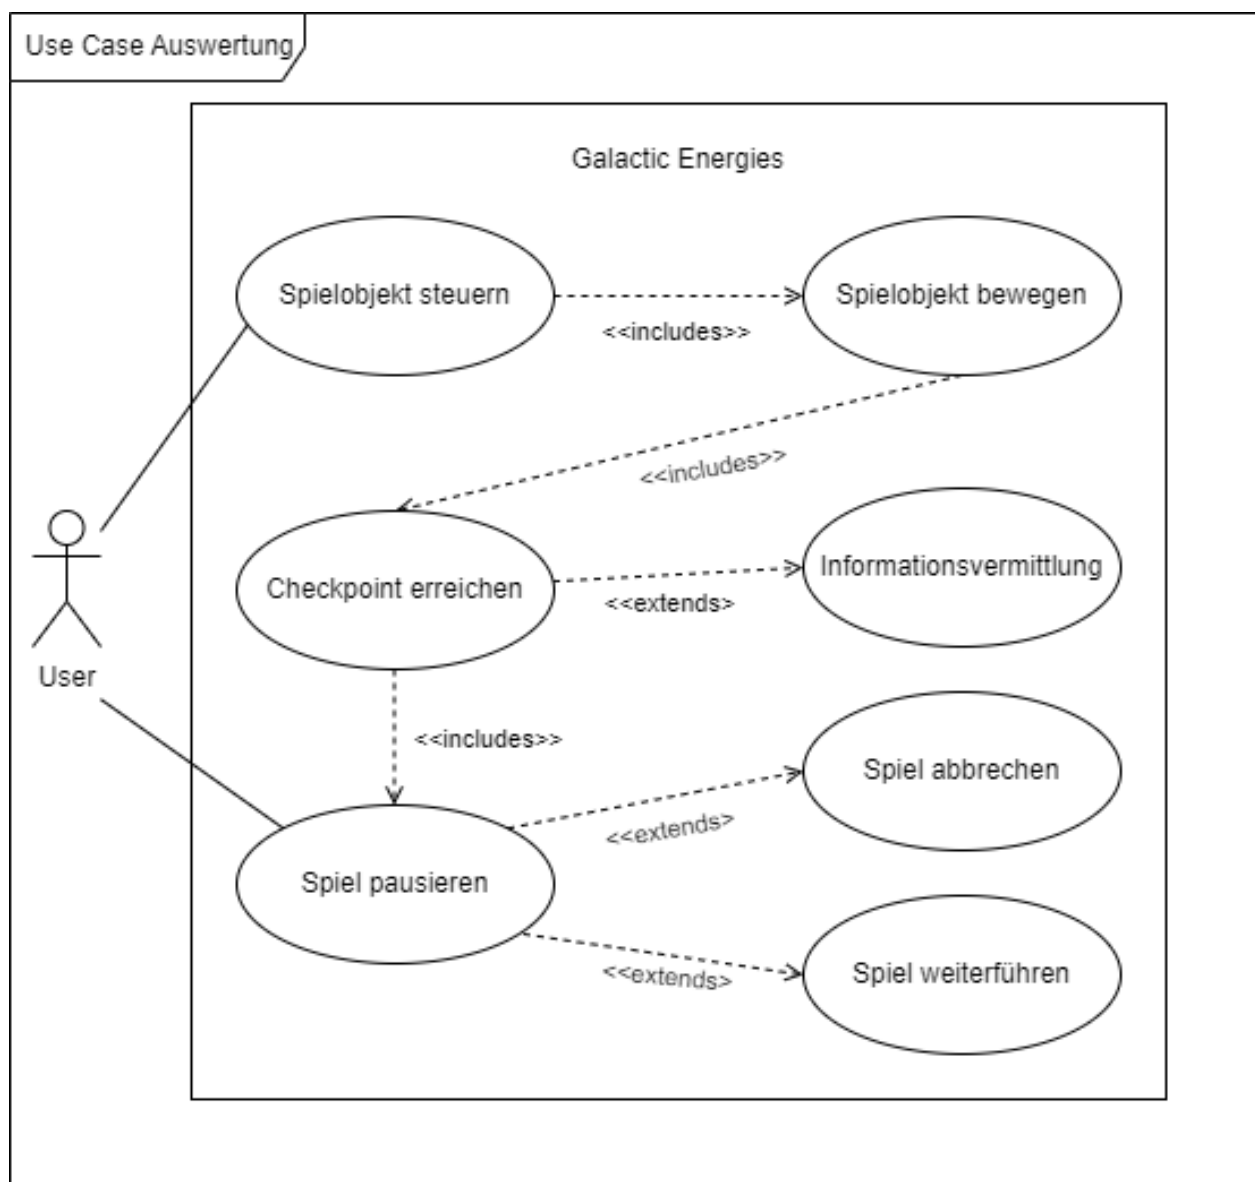 Use Case Auswertung
Galactic Energies
Spielobjekt steuern
<<includes>>
Spielobjekt bewegen
<<includes>>
Checkpoint erreichen
<<extends>
Informationsvermittlung
User
<<includes>>
Spiel abbrechen
<<extends>
Spiel pausieren
<<extends>
Spiel weiterführen